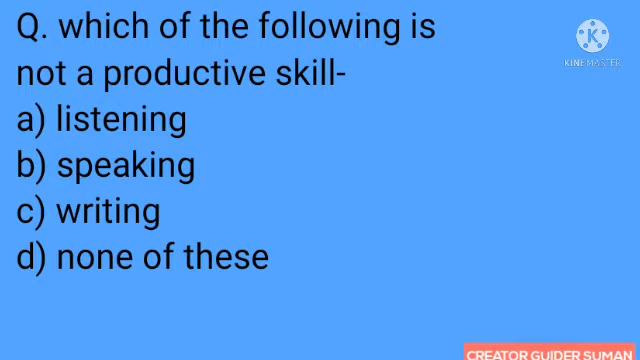 Q. which of the following is
not a productive skill-
a) listening
b) speaking
c) writing
d) none of these
KINEMASTER
CREATOR GUIDER SUMAN